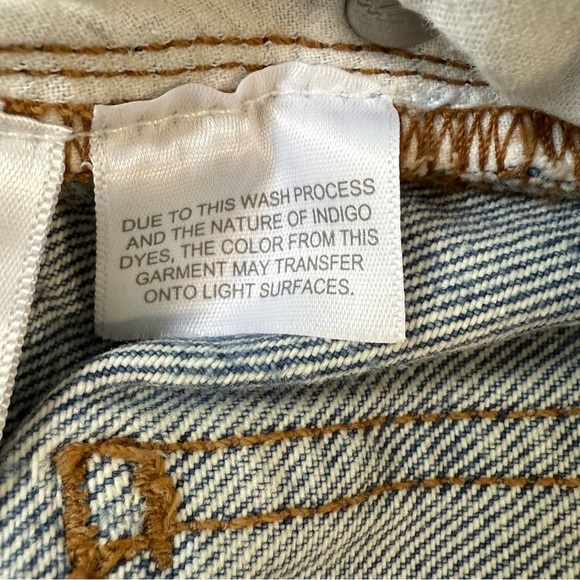 DUE TO THIS WASH PROCESS
AND THE NATURE OF INDIGO
DYES, THE COLOR FROM THIS
GARMENT MAY TRANSFER
ONTO LIGHT SURFACES.